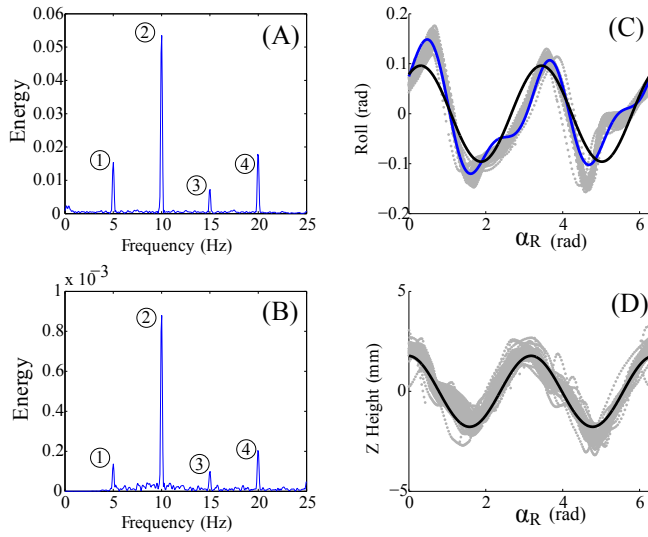 (A)
0.06
0.05
0.04
0.03
0.02
0.01
0
Energy
1
2
3
4
0 5 10 15 20 25
Frequency (Hz)
(B)
x 10⁻³
1
0.8
0.6
0.4
0.2
0
Energy
1
2
3
4
0 5 10 15 20 25
Frequency (Hz)
(C)
0.2
0.1
0
−0.1
−0.2
Roll (rad)
0 2 4 6
αR (rad)
(D)
5
0
−5
Z Height (mm)
0 2 4 6
αR (rad)